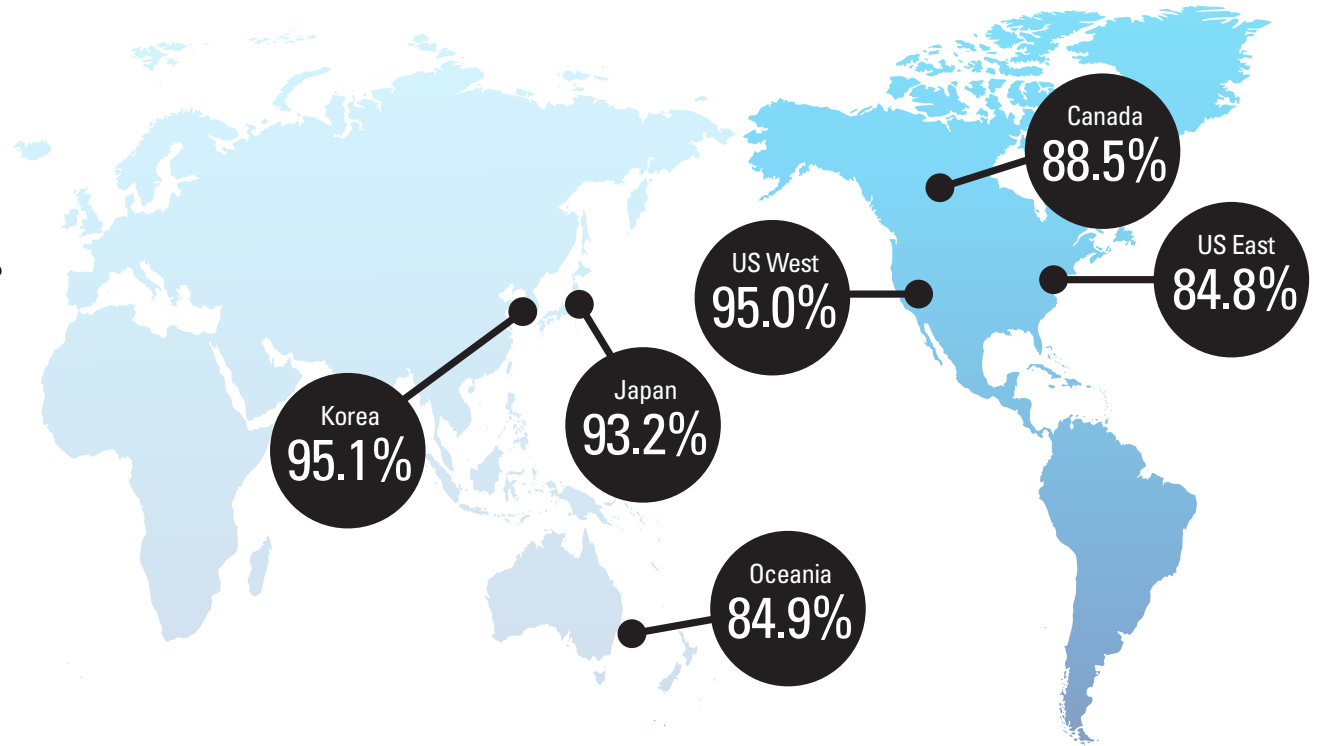 Canada
88.5%
US East
84.8%
US West
95.0%
Japan
93.2%
Korea
95.1%
Oceania
84.9%